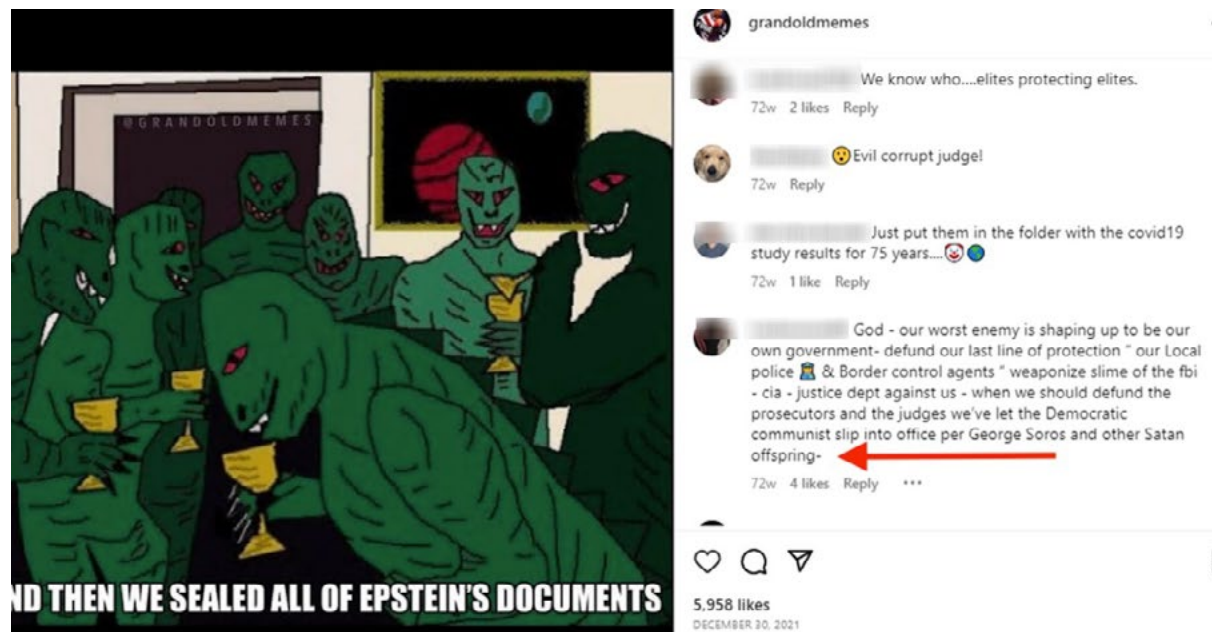 @GRANDOLDMEMES
ND THEN WE SEALED ALL OF EPSTEIN'S DOCUMENTS
grandoldmemes
We know who....elites protecting elites.
72w 2 likes Reply
😮Evil corrupt judge!
72w Reply
Just put them in the folder with the covid19
study results for 75 years....🤡🌎
72w 1 like Reply
God - our worst enemy is shaping up to be our
own government- defund our last line of protection “ our Local
police 👮 & Border control agents “ weaponize slime of the fbi
- cia - justice dept against us - when we should defund the
prosecutors and the judges we've let the Democratic
communist slip into office per George Soros and other Satan
offspring-
72w 4 likes Reply ...
5,958 likes
DECEMBER 30, 2021